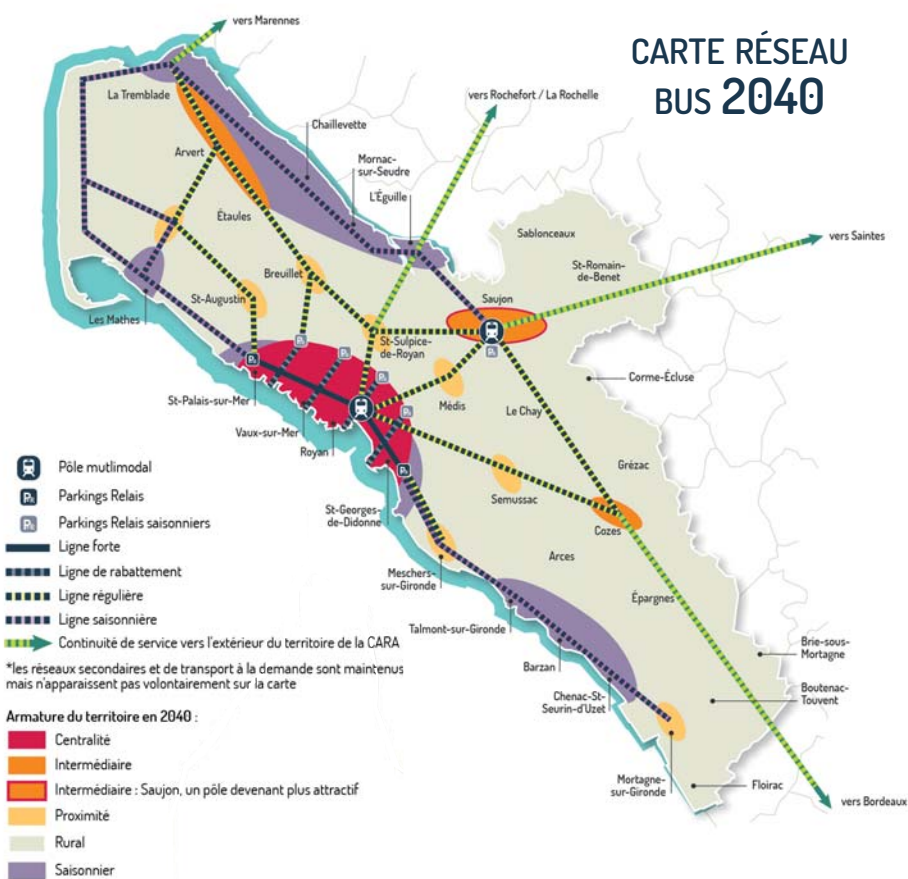 CARTE RÉSEAU
BUS 2040
vers Marennes
La Tremblade
vers Rochefort / La Rochelle
Chaillevette
Arvert
Mornac-
sur-Seudre
L'Éguille
Étaules
Sablonceaux
vers Saintes
St-Romain-
de-Benet
Breuillet
St-Augustin
Saujon
Les Mathes
St-Sulpice-
de-Royan
Corme-Écluse
St-Palais-sur-Mer
Médis
Le Chay
Vaux-sur-Mer
Royan
Grézac
Semussac
St-Georges-
de-Didonne
Cozes
Arces
Meschers-
sur-Gironde
Épargnes
Talmont-sur-Gironde
Brie-sous-
Mortagne
Barzan
Boutenac-
Touvent
Chenac-St-
Seurin-d'Uzet
Mortagne-
sur-Gironde
Floirac
vers Bordeaux
Pôle mutlimodal
Parkings Relais
Parkings Relais saisonniers
Ligne forte
Ligne de rabattement
Ligne régulière
Ligne saisonnière
Continuité de service vers l'extérieur du territoire de la CARA
*les réseaux secondaires et de transport à la demande sont maintenus
mais n'apparaissent pas volontairement sur la carte
Armature du territoire en 2040 :
Centralité
Intermédiaire
Intermédiaire : Saujon, un pôle devenant plus attractif
Proximité
Rural
Saisonnier